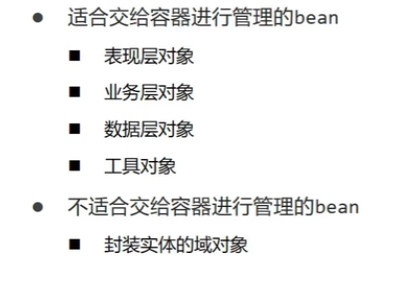 ● 适合交给容器进行管理的bean
■ 表现层对象
■ 业务层对象
■ 数据层对象
■ 工具对象
● 不适合交给容器进行管理的bean
■ 封装实体的域对象